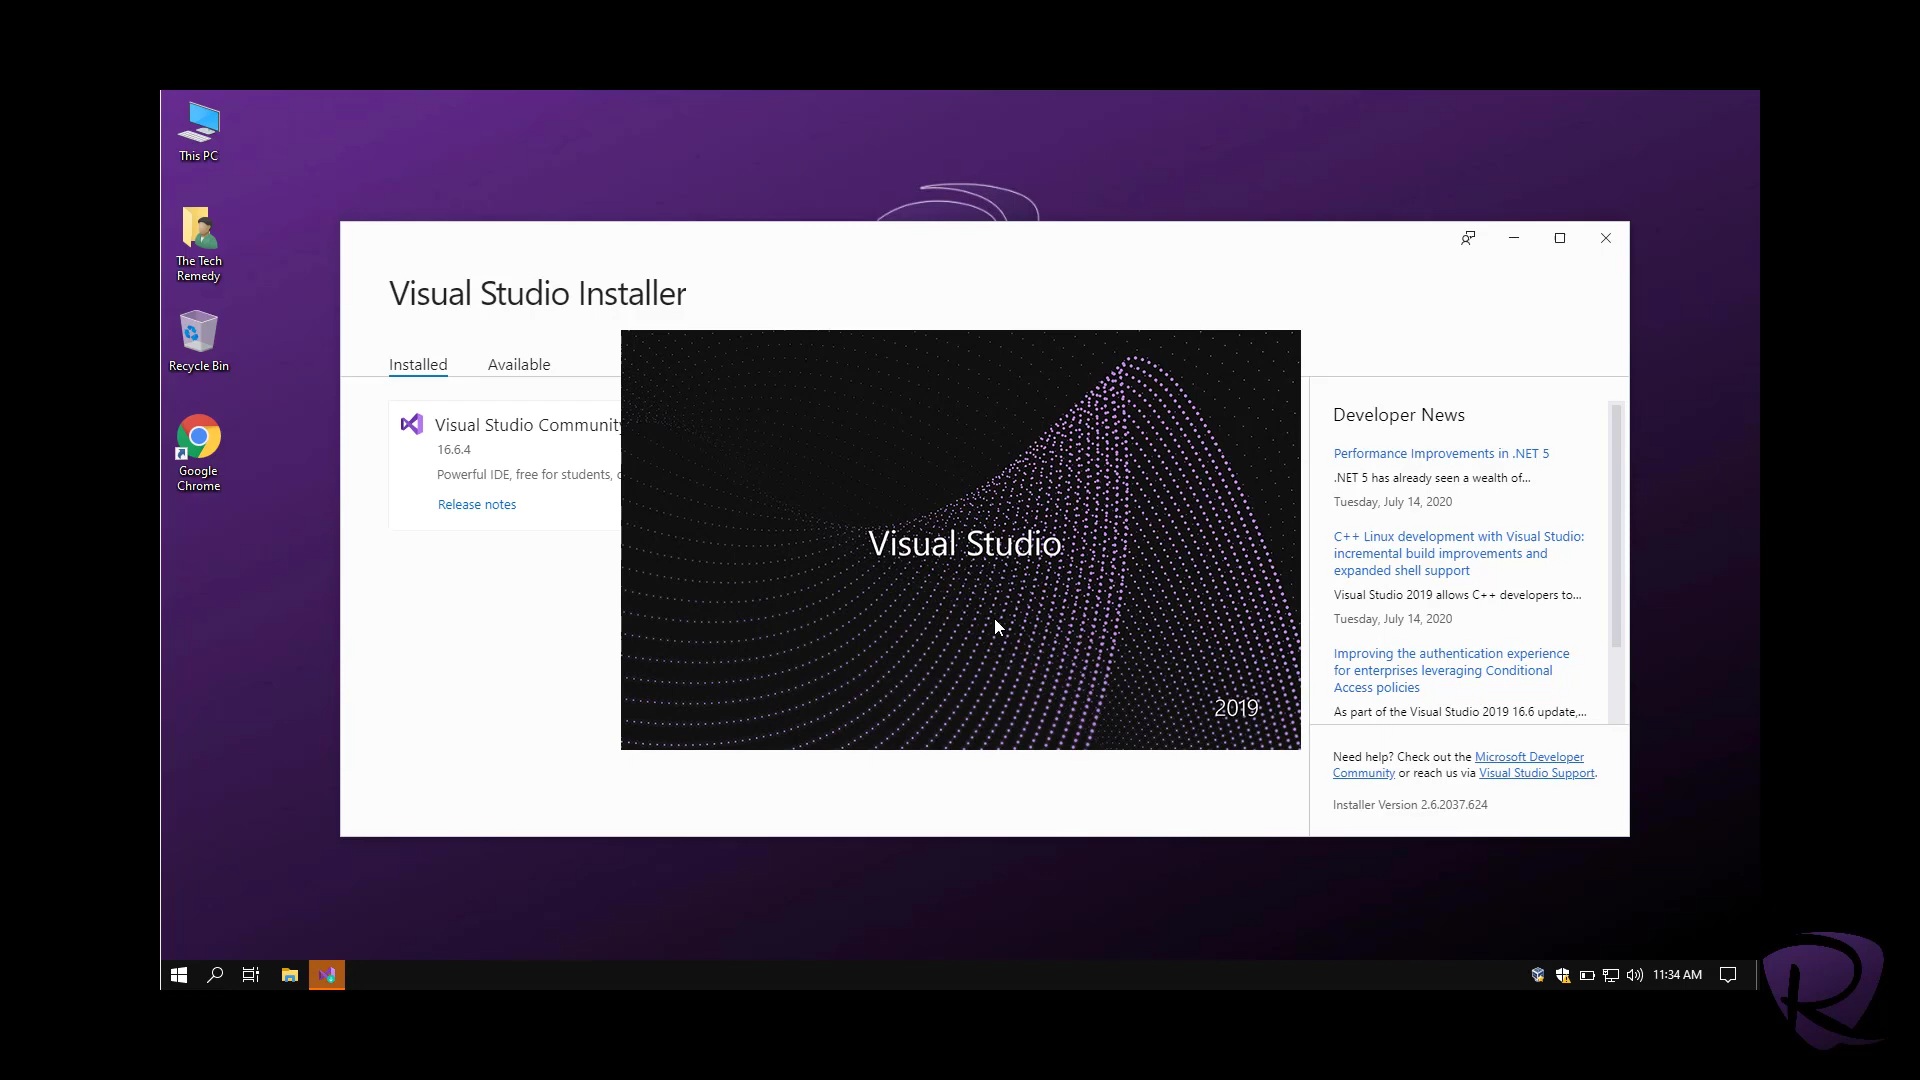 This PC
The Tech
Remedy
Recycle Bin
Google
Chrome
Visual Studio Installer
Installed
Available
Visual Studio Community
16.6.4
Powerful IDE, free for students,
Release notes
Visual Studio
2019
Developer News
Performance Improvements in .NET 5
.NET 5 has already seen a wealth of...
Tuesday, July 14, 2020
C++ Linux development with Visual Studio:
incremental build improvements and
expanded shell support
Visual Studio 2019 allows C++ developers to...
Tuesday, July 14, 2020
Improving the authentication experience
for enterprises leveraging Conditional
Access policies
As part of the Visual Studio 2019 16.6 update,...
Need help? Check out the Microsoft Developer
Community or reach us via Visual Studio Support.
Installer Version 2.6.2037.624
11:34 AM
R